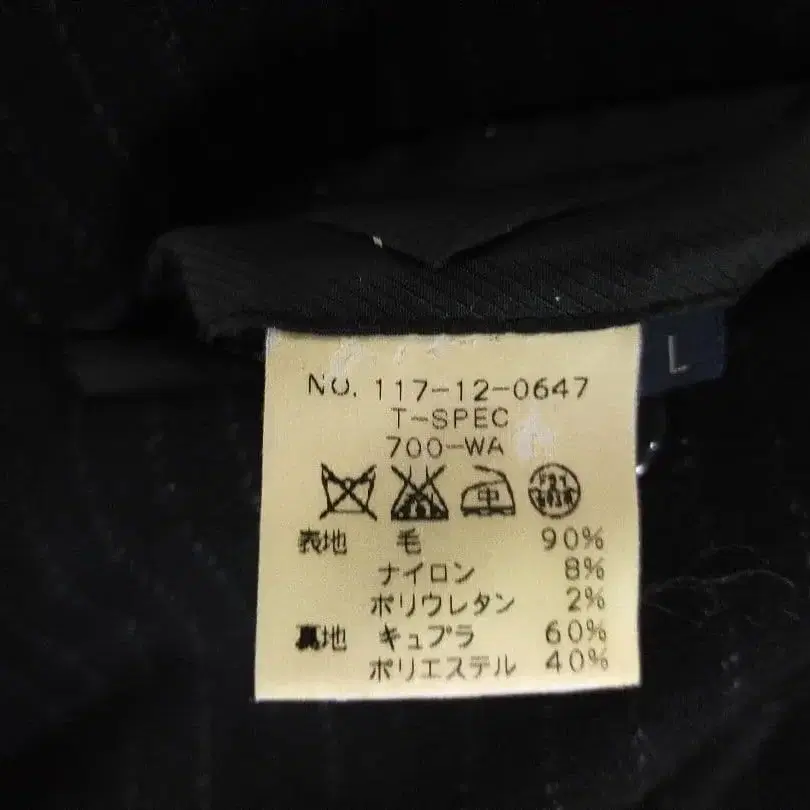 NO. 117-12-0647
L
T-SPEC
700-WA
中
表地 毛 90%
ナイロン 8%
ポリウレタン 2%
裏地 キュプラ 60%
ポリエステル 40%